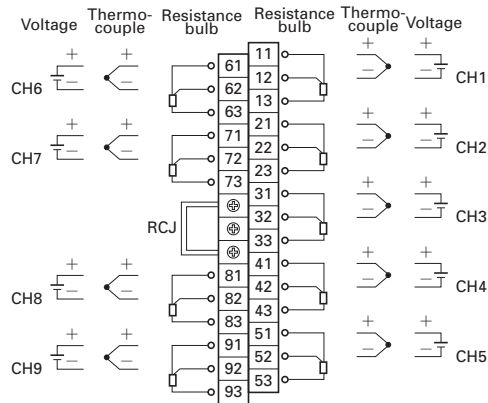 Voltage Thermo-couple Resistance bulb Resistance bulb Thermo-couple Voltage
+ + 61 11 + +
CH6 − − 62 12 − − CH1
63 13
+ + 71 21 + +
CH7 − − 72 22 − − CH2
73 23
RCJ 31 + +
32 − − CH3
33
+ + 81 41 + +
CH8 − − 82 42 − − CH4
83 43
+ + 91 51 + +
CH9 − − 92 52 − − CH5
93 53